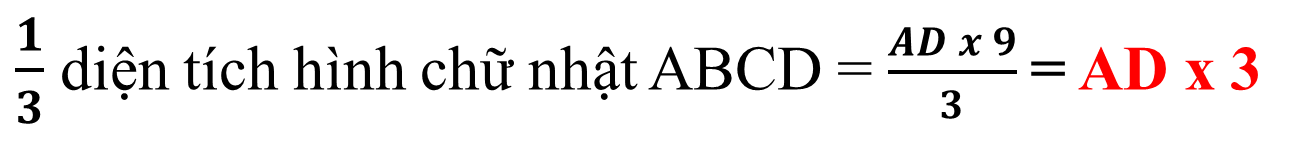 1/3 diện tích hình chữ nhật ABCD = AD x 9/3 = AD x 3